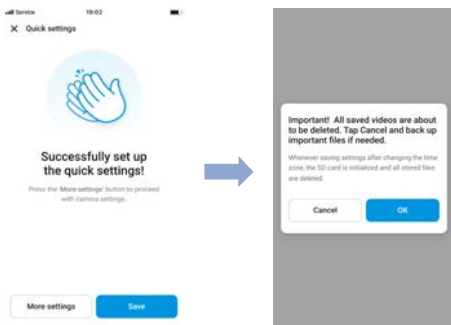 Service 19:02
X Quick settings
Successfully set up
the quick settings!
Press the 'More settings' button to proceed
with camera settings.
More settings Save
Important! All saved videos are about
to be deleted. Tap Cancel and back up
important files if needed.
Whenever saving settings after changing the time
zone, the SD card is initialized and all stored files
are deleted.
Cancel OK